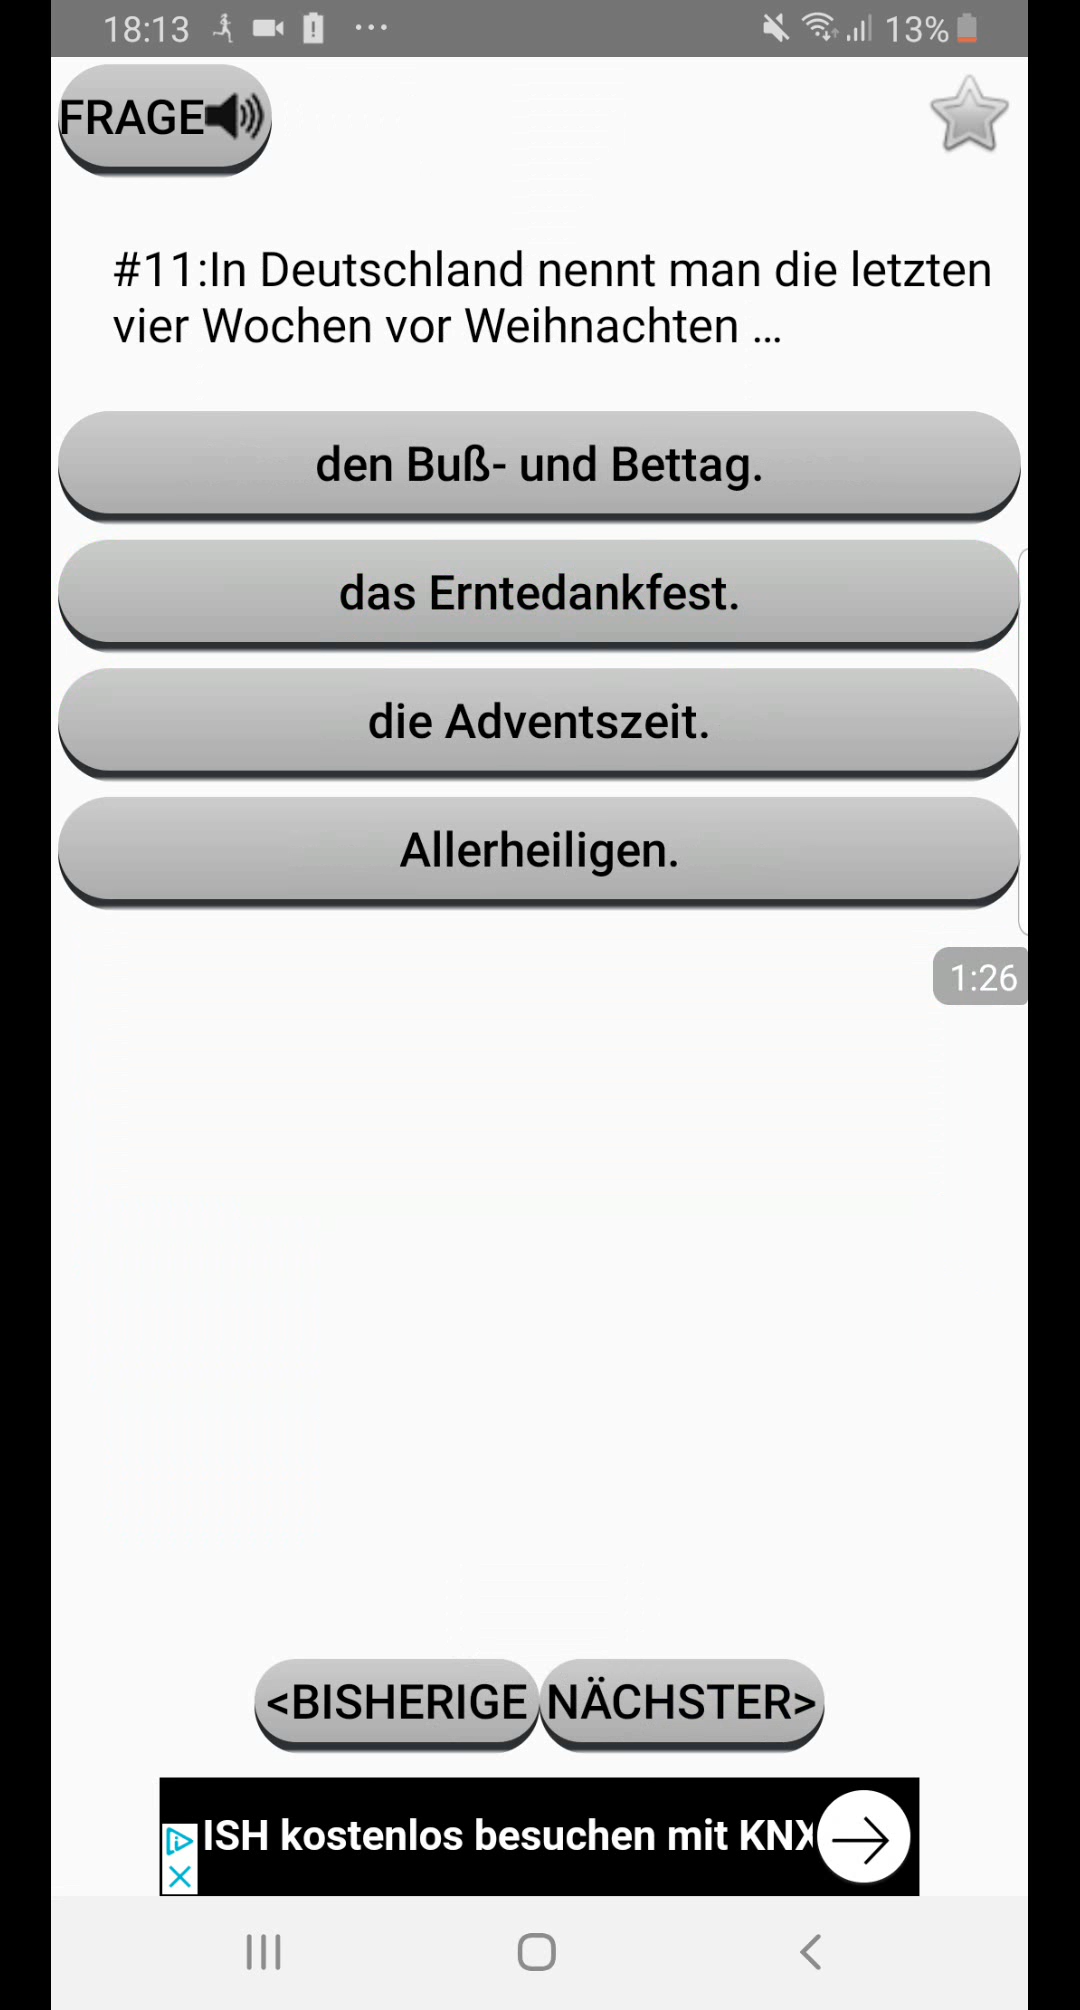 18:13
13%
FRAGE
#11:In Deutschland nennt man die letzten
vier Wochen vor Weihnachten ...
den Buß- und Bettag.
das Erntedankfest.
die Adventszeit.
Allerheiligen.
1:26
<BISHERIGE NÄCHSTER>
ISH kostenlos besuchen mit KNX